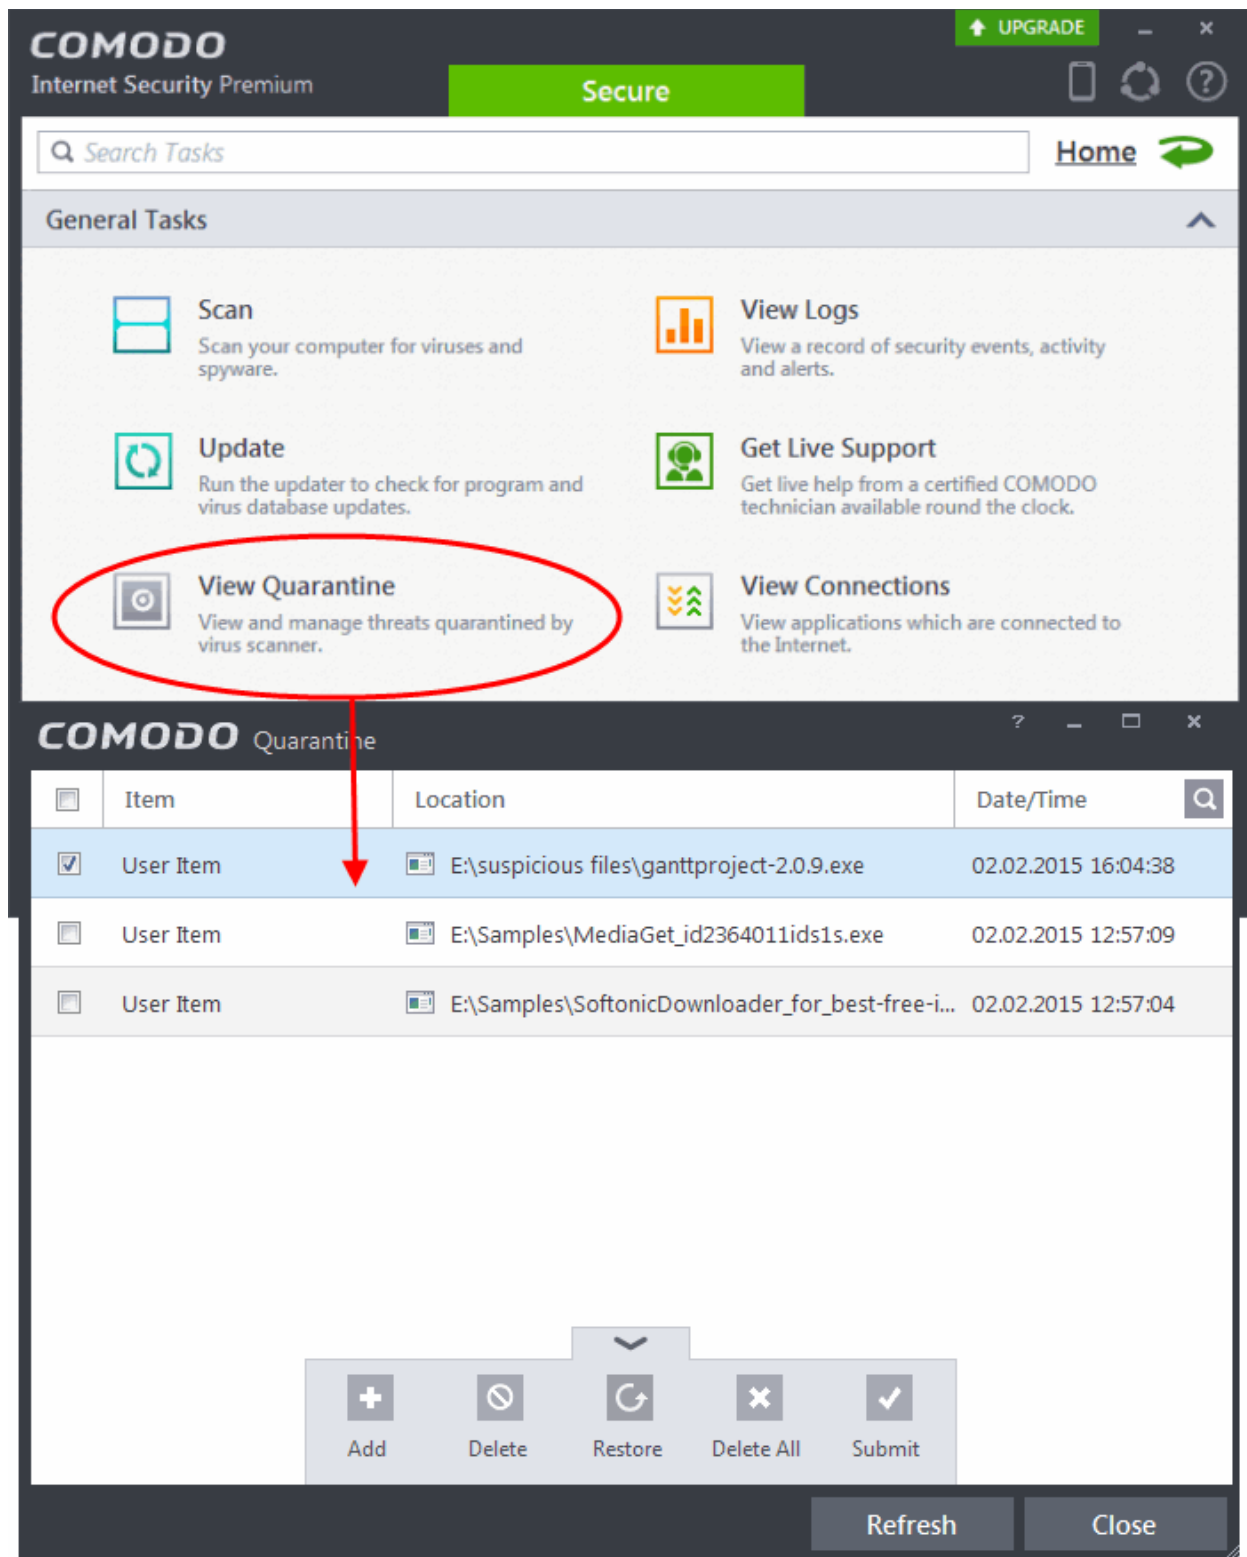 COMODO
UPGRADE
Internet Security Premium
Secure
Search Tasks
Home
General Tasks
Scan
Scan your computer for viruses and
spyware.
View Logs
View a record of security events, activity
and alerts.
Update
Run the updater to check for program and
virus database updates.
Get Live Support
Get live help from a certified COMODO
technician available round the clock.
View Quarantine
View and manage threats quarantined by
virus scanner.
View Connections
View applications which are connected to
the Internet.
COMODO Quarantine
Item Location Date/Time
User Item E:\suspicious files\ganttproject-2.0.9.exe 02.02.2015 16:04:38
User Item E:\Samples\MediaGet_id2364011ids1s.exe 02.02.2015 12:57:09
User Item E:\Samples\SoftonicDownloader_for_best-free-i... 02.02.2015 12:57:04
Add Delete Restore Delete All Submit
Refresh Close